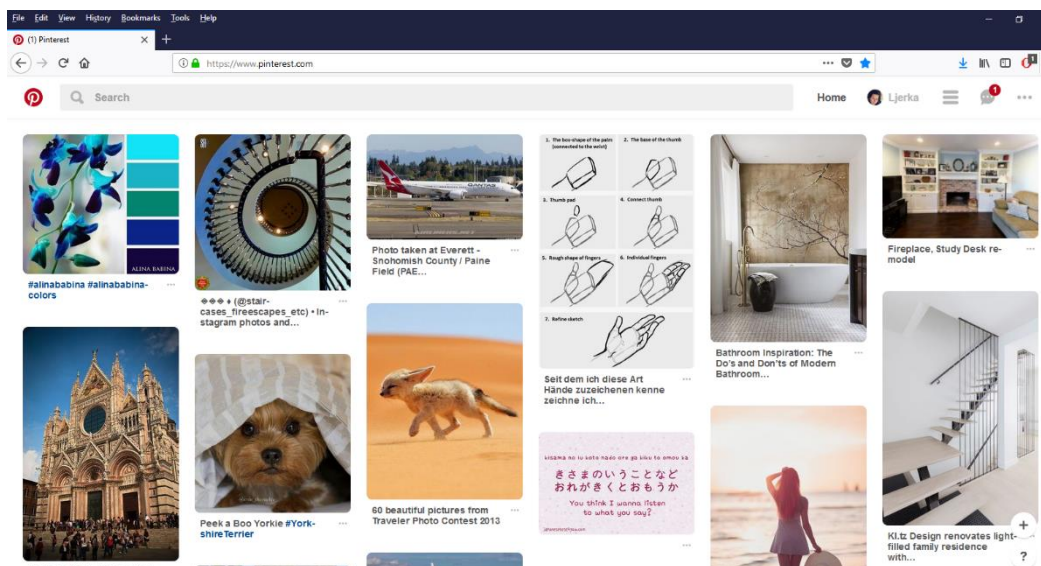 File Edit View History Bookmarks Tools Help
(1) Pinterest
https://www.pinterest.com
Search
Home
Ljerka
1
1
ALINA BABINA
#alinababina #alinababina-
colors
(@stair-
cases_fireescapes_etc) • In-
stagram photos and...
Peek a Boo Yorkie #York-
shireTerrier
QANTAS
Photo taken at Everett -
Snohomish County / Paine
Field (PAE...
60 beautiful pictures from
Traveler Photo Contest 2013
1. The box-shape of the palm
(connected to the wrist)
2. The base of the thumb
3. Thumb pad
4. Connect thumb
5. Rough shape of fingers
6. Individual fingers
7. Refine sketch
Seit dem ich diese Art
Hände zuzeichenen kenne
zeichne ich...
kisama no iu koto nado ore ga kiku to omou ka
きさまのいうことなど
おれがきくとおもうか
You think I wanna listen
to what you say?
Bathroom Inspiration: The
Do's and Don'ts of Modern
Bathroom...
Fireplace, Study Desk re-
model
KI.tz Design renovates light-
filled family residence
with...
+
?